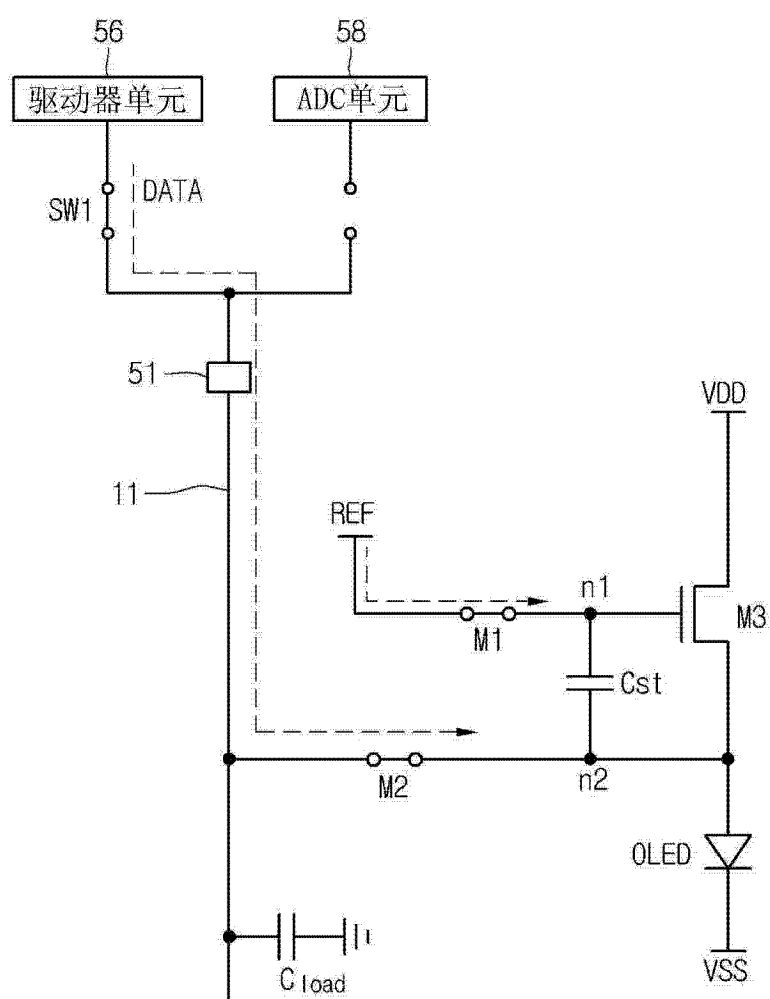 56
58
驱动器单元
ADC单元
SW1
DATA
51
VDD
11
REF
n1
M3
M1
Cst
M2
n2
OLED
Cload
VSS